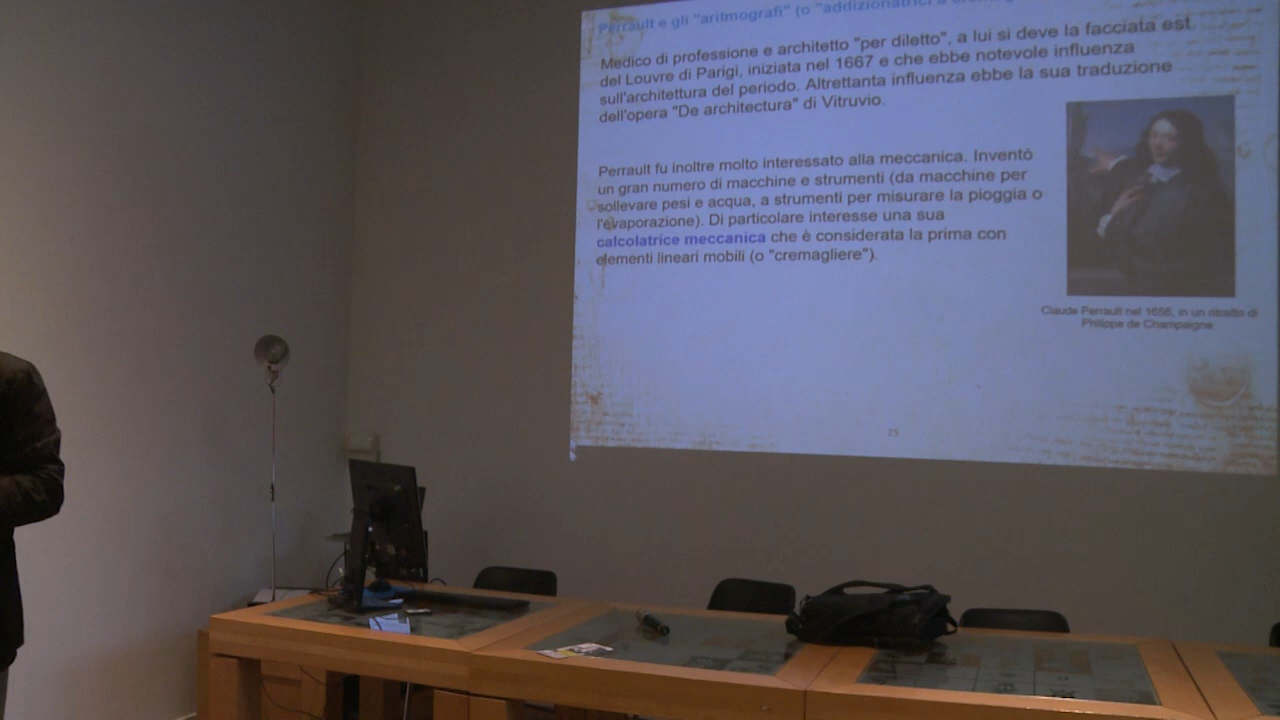 Perrault e gli "aritmografi" (o "addizionatrici a
Medico di professione e architetto "per diletto", a lui si deve la facciata est
del Louvre di Parigi, iniziata nel 1667 e che ebbe notevole influenza
sull'architettura del periodo. Altrettanta influenza ebbe la sua traduzione
dell'opera "De architectura" di Vitruvio.
Perrault fu inoltre molto interessato alla meccanica. Inventò
un gran numero di macchine e strumenti (da macchine per
sollevare pesi e acqua, a strumenti per misurare la pioggia o
l'evaporazione). Di particolare interesse una sua
calcolatrice meccanica che è considerata la prima con
elementi lineari mobili (o "cremagliere").
Claude Perrault nel 1658, in un ritratto di
Philippe de Champaigne
75